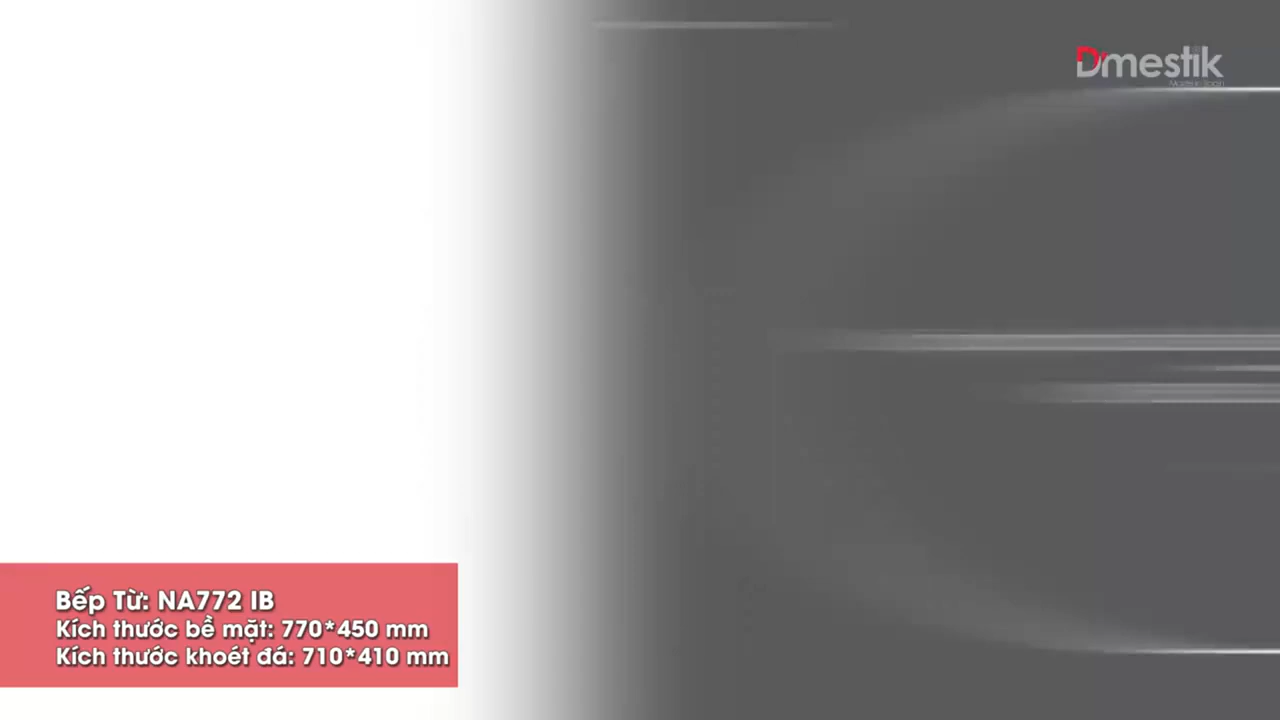 Dmestik
Bếp Từ: NA772 IB
Kích thước bề mặt: 770*450 mm
Kích thước khoét đá: 710*410 mm